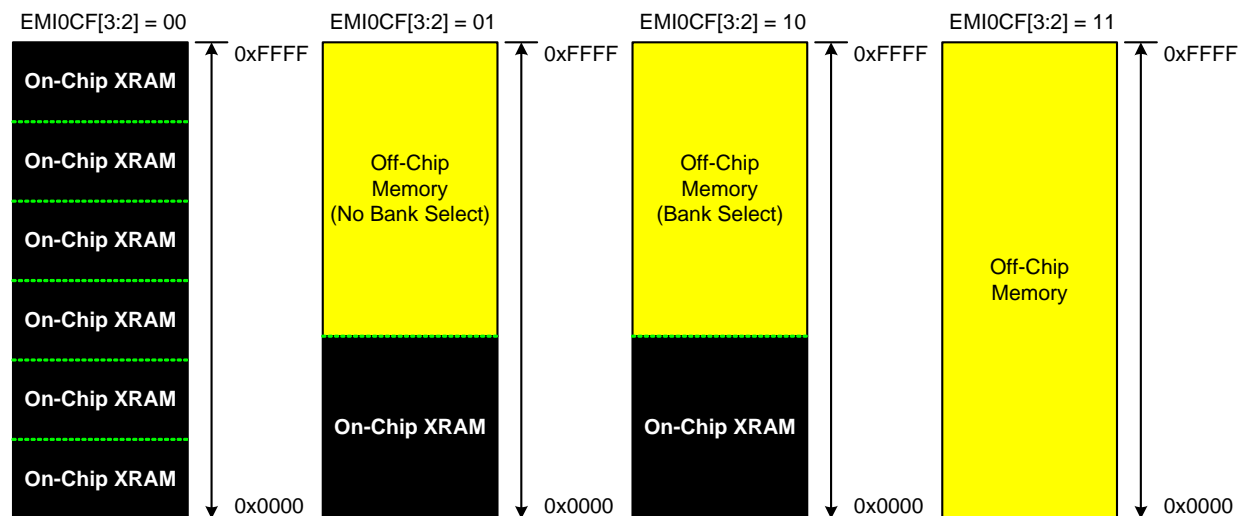 EMI0CF[3:2] = 00
EMI0CF[3:2] = 01
EMI0CF[3:2] = 10
EMI0CF[3:2] = 11
On-Chip XRAM
On-Chip XRAM
On-Chip XRAM
On-Chip XRAM
On-Chip XRAM
On-Chip XRAM
0xFFFF
0x0000
Off-Chip
Memory
(No Bank Select)
On-Chip XRAM
0xFFFF
0x0000
Off-Chip
Memory
(Bank Select)
On-Chip XRAM
0xFFFF
0x0000
Off-Chip
Memory
0xFFFF
0x0000